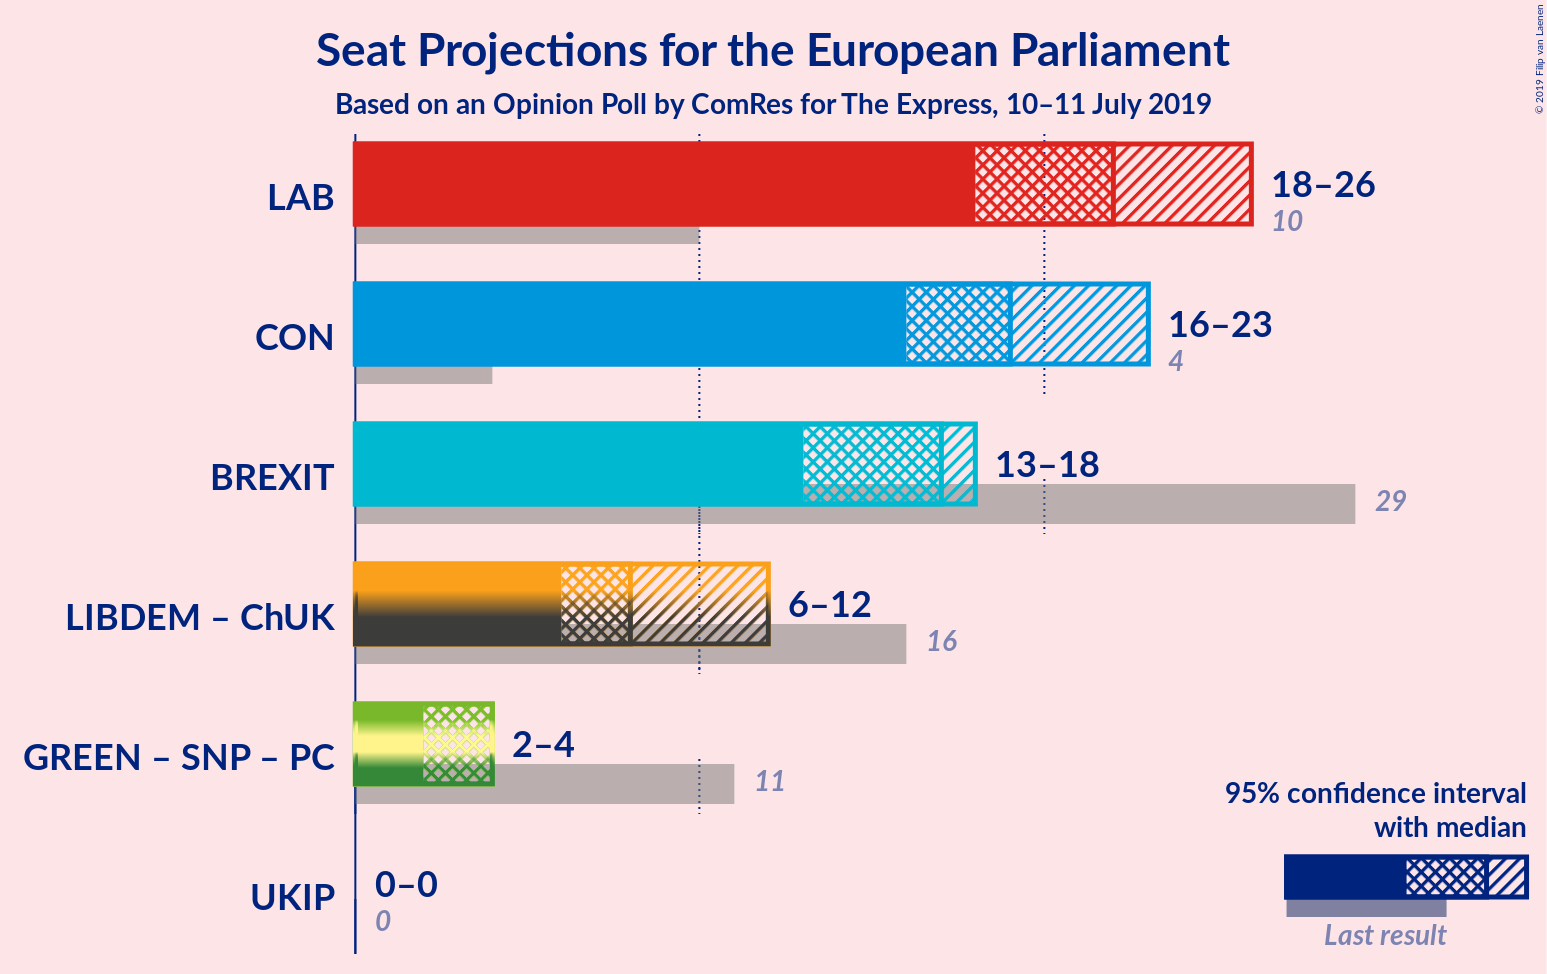 Seat Projections for the European Parliament
Based on an Opinion Poll by ComRes for The Express, 10–11 July 2019
© 2019 Filip van Laenen
LAB
18–26
10
CON
16–23
4
BREXIT
13–18
29
LIBDEM – ChUK
6–12
16
GREEN – SNP – PC
2–4
11
UKIP
0–0
0
95% confidence interval
with median
Last result